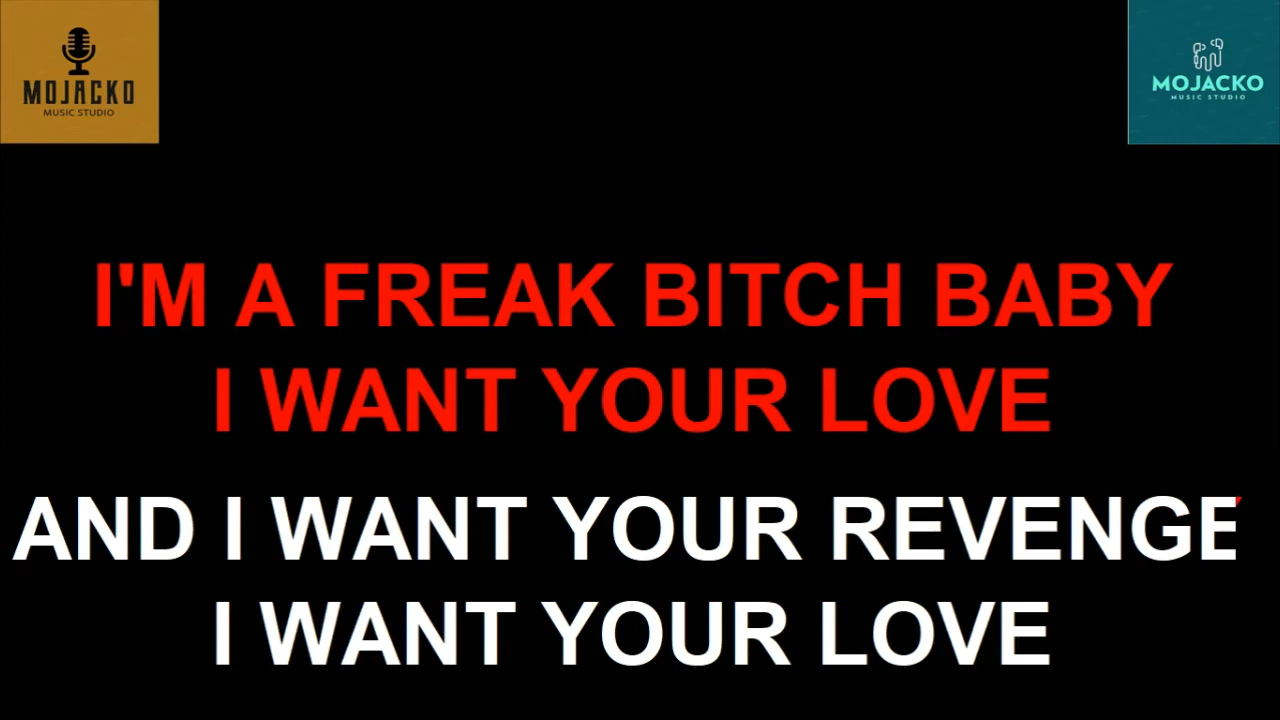 MOJACKO
MUSIC STUDIO
MOJACKO
MUSIC STUDIO
I'M A FREAK BITCH BABY
I WANT YOUR LOVE
AND I WANT YOUR REVENGE
I WANT YOUR LOVE